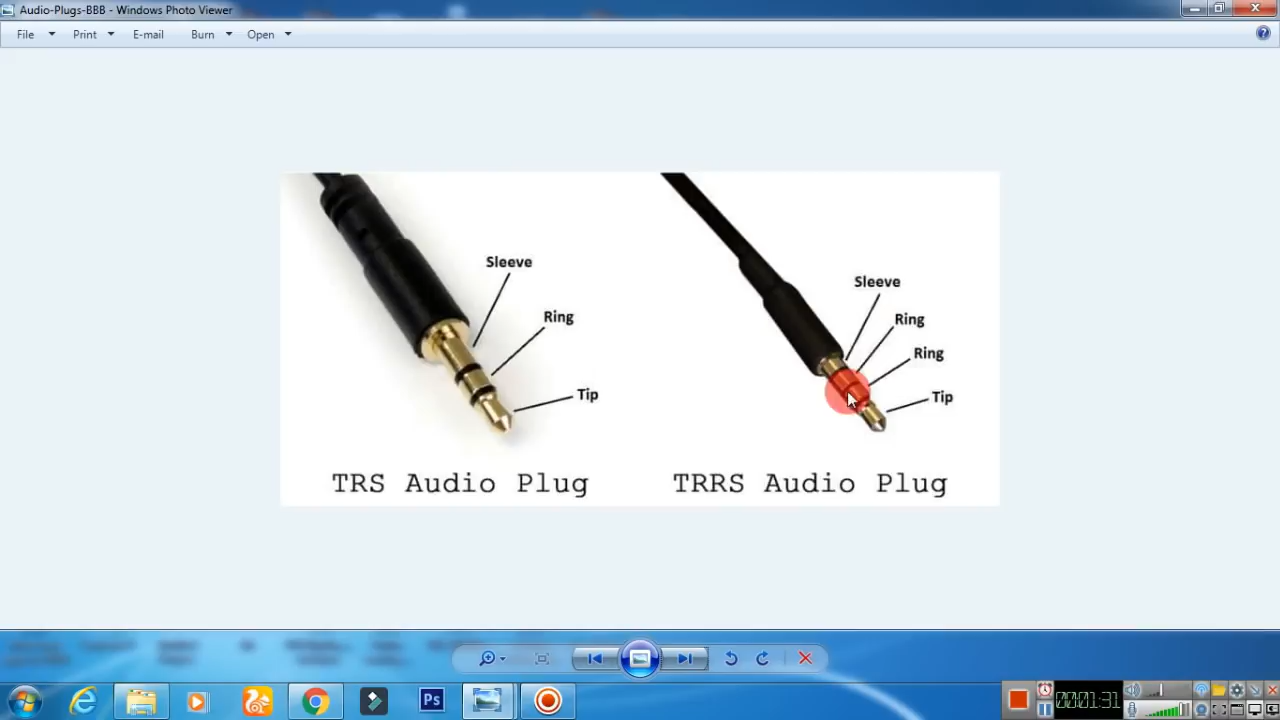 Audio-Plugs-BBB - Windows Photo Viewer
File Print E-mail Burn Open
Sleeve
Ring
Tip
Sleeve
Ring
Ring
Tip
TRS Audio Plug
TRRS Audio Plug
Ps
00:01:31